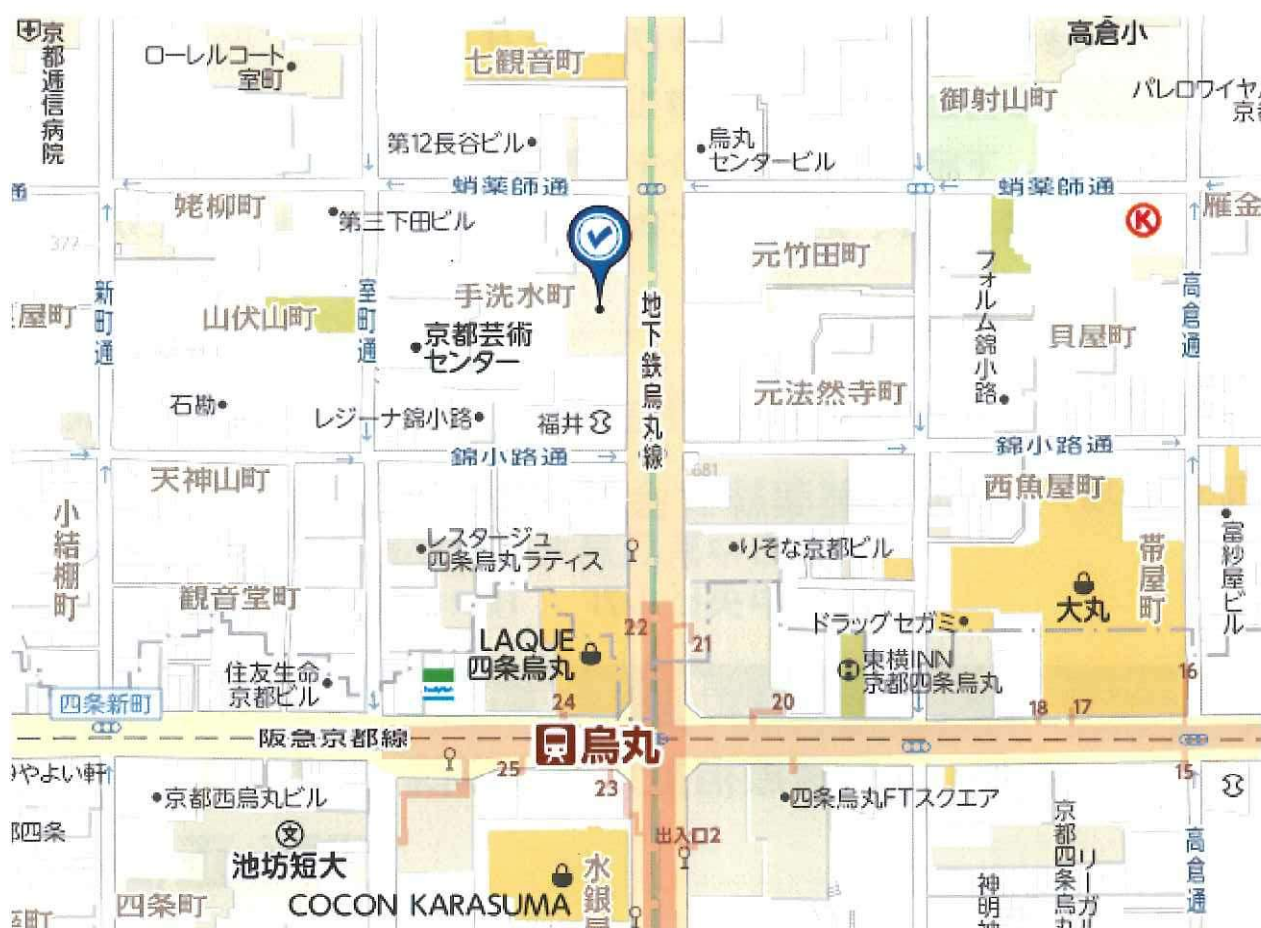 京都逓信病院
ローレルコート
室町
七観音町
高倉小
御射山町
パレロワイヤ
京都
第12長谷ビル
烏丸
センタービル
通
蛸薬師通
蛸薬師通
姥柳町
第三下田ビル
雁金
377
元竹田町
K
新町通
室町通
手洗水町
地下鉄烏丸線
フォルム錦小路
高倉通
屋町
山伏山町
京都芸術
センター
貝屋町
石勘
レジーナ錦小路
福井
元法然寺町
錦小路通
錦小路通
天神山町
681
西魚屋町
小結棚町
レスタージュ
四条烏丸ラティス
りそな京都ビル
帯屋町
富紗屋ビル
観音堂町
LAQUE
四条烏丸
22
21
ドラッグセガミ
大丸
住友生命
京都ビル
FamilyMart
東横INN
京都四条烏丸
16
四条新町
24
20
18
17
阪急京都線
烏丸
やよい軒
25
23
15
京都西烏丸ビル
四条烏丸FTスクエア
都四条
文
池坊短大
出入口2
水銀屋
京都四条烏丸
リーガル
高倉通
四条町
COCON KARASUMA
神明神
町